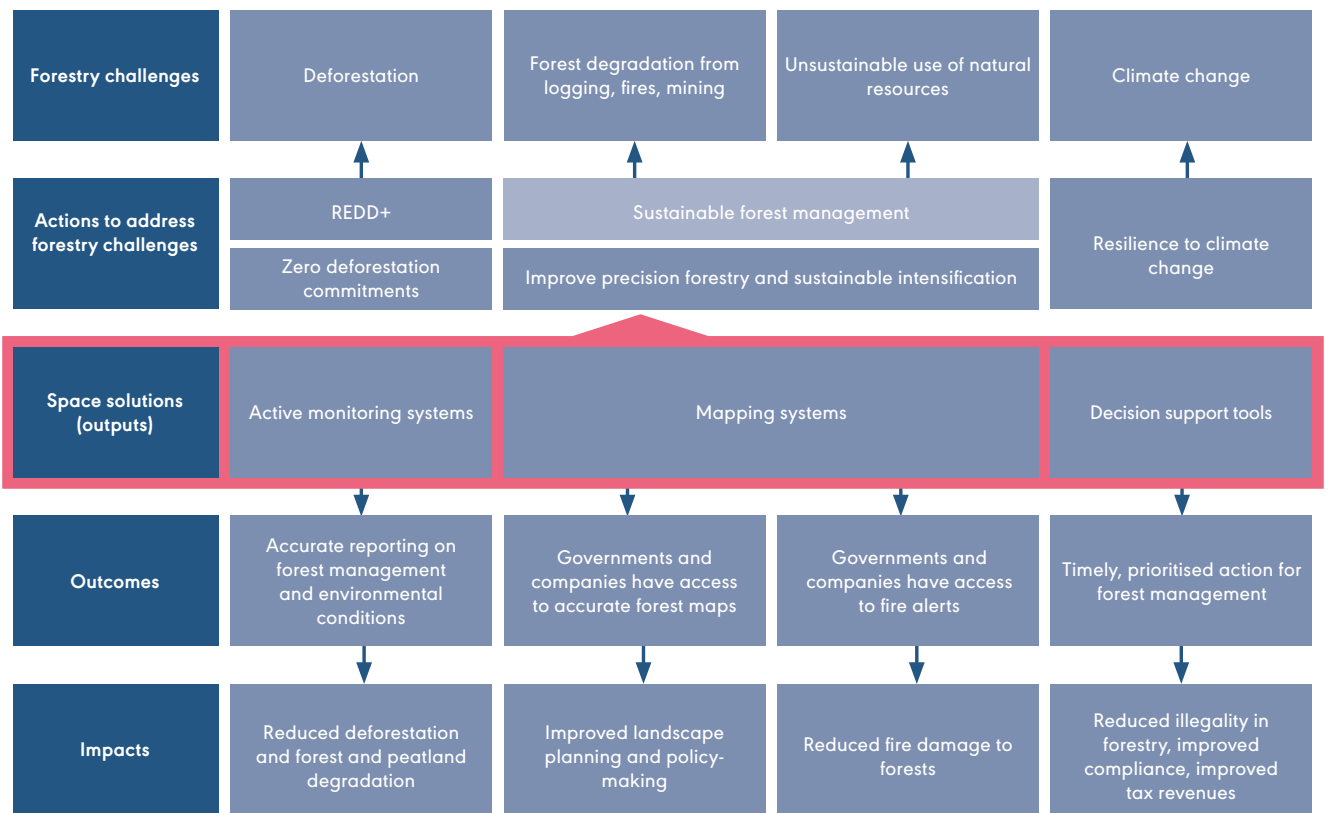 Forestry challenges
Deforestation
Forest degradation from
logging, fires, mining
Unsustainable use of natural
resources
Climate change
Actions to address
forestry challenges
REDD+
Zero deforestation
commitments
Sustainable forest management
Improve precision forestry and sustainable intensification
Resilience to climate
change
Space solutions
(outputs)
Active monitoring systems
Mapping systems
Decision support tools
Outcomes
Accurate reporting on
forest management
and environmental
conditions
Governments and
companies have access
to accurate forest maps
Governments and
companies have access
to fire alerts
Timely, prioritised action for
forest management
Impacts
Reduced deforestation
and forest and peatland
degradation
Improved landscape
planning and policy-
making
Reduced fire damage to
forests
Reduced illegality in
forestry, improved
compliance, improved
tax revenues